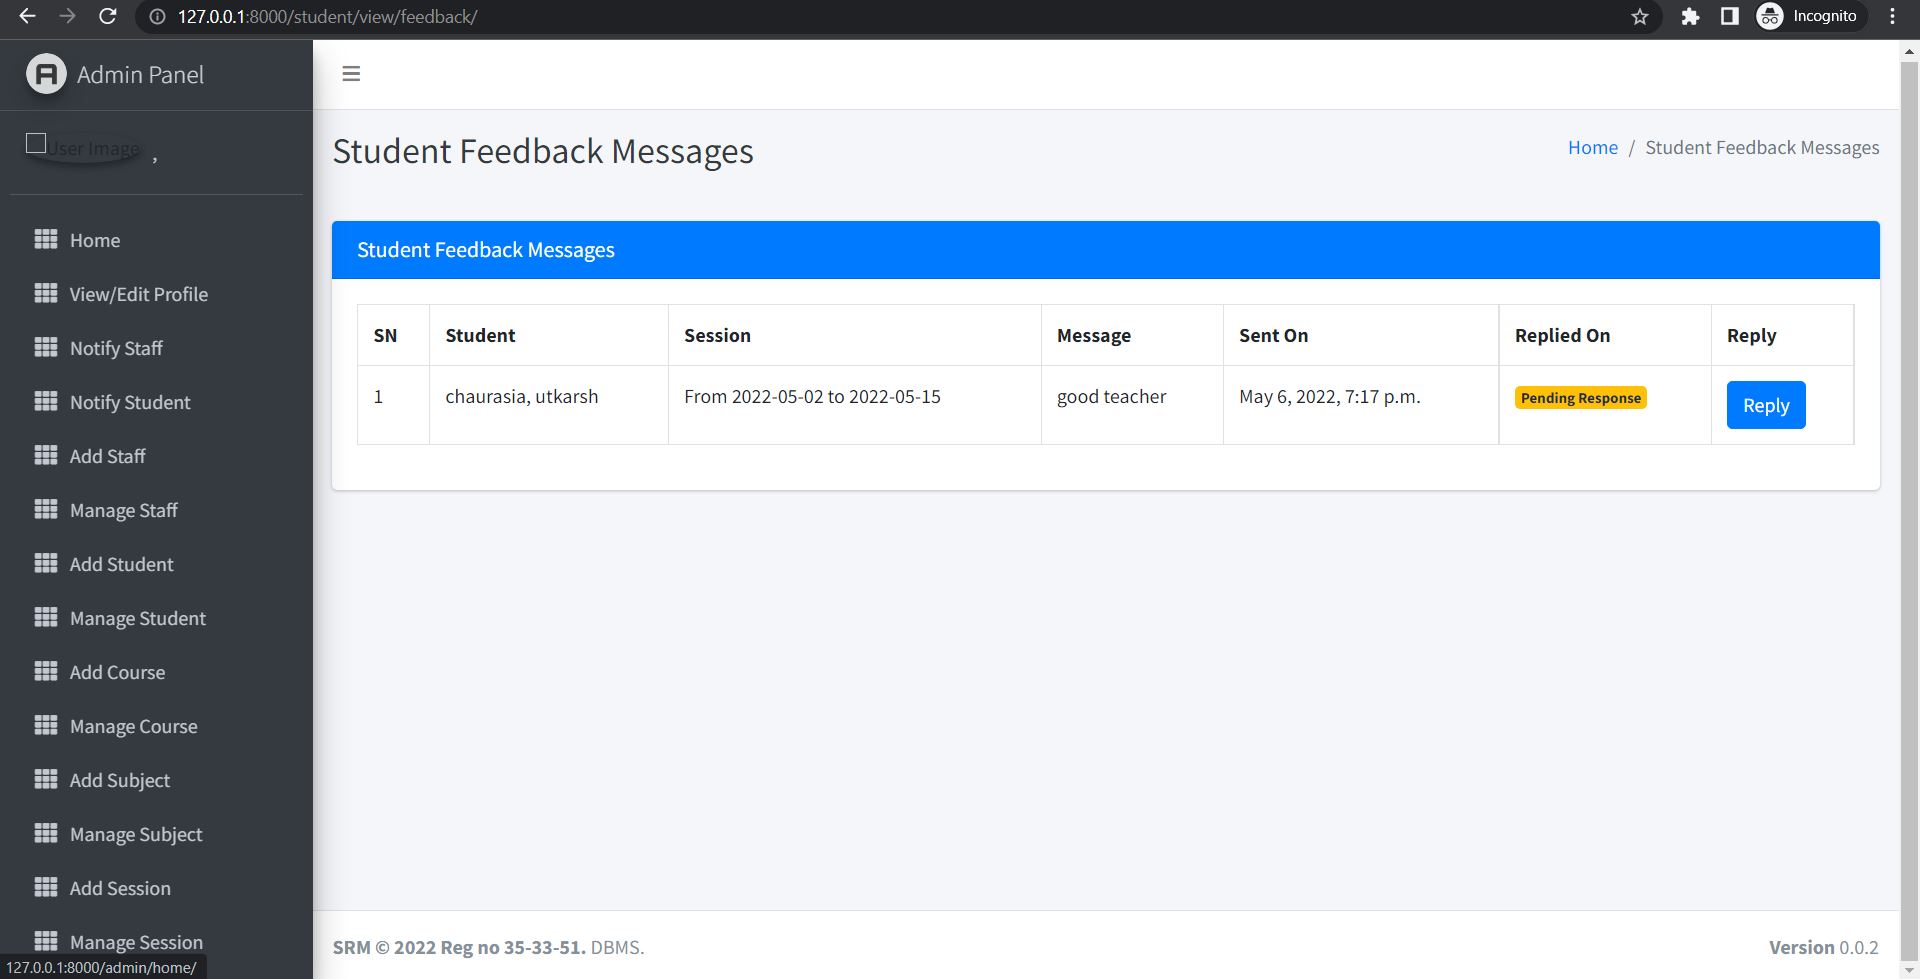 127.0.0.1:8000/student/view/feedback/
Incognito
Admin Panel
User Image ,
Home
View/Edit Profile
Notify Staff
Notify Student
Add Staff
Manage Staff
Add Student
Manage Student
Add Course
Manage Course
Add Subject
Manage Subject
Add Session
Manage Session
127.0.0.1:8000/admin/home/
Student Feedback Messages
Home / Student Feedback Messages
Student Feedback Messages
SN Student Session Message Sent On Replied On Reply
1 chaurasia, utkarsh From 2022-05-02 to 2022-05-15 good teacher May 6, 2022, 7:17 p.m. Pending Response Reply
SRM © 2022 Reg no 35-33-51. DBMS.
Version 0.0.2